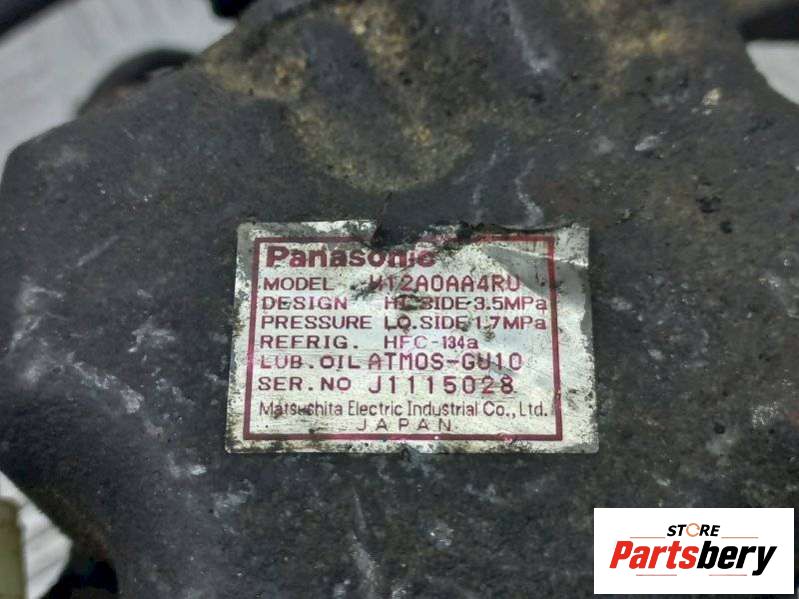 Panasonic
MODEL H12A0AA4RU
DESIGN HI.SIDE-3.5MPa
PRESSURE LO.SIDE 1.7MPa
REFRIG. HFC-134a
LUB.OIL ATMOS-GU10
SER.NO J1115028
Matsushita Electric Industrial Co., Ltd.
JAPAN
STORE
Partsbery